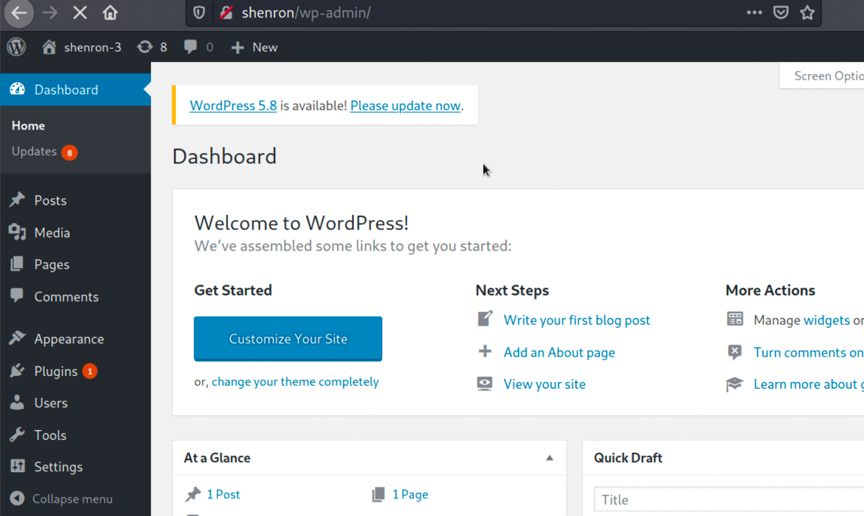 shenron/wp-admin/
shenron-3 8 0 New
Screen Optio
Dashboard
Home
Updates 8
Posts
Media
Pages
Comments
Appearance
Plugins 1
Users
Tools
Settings
Collapse menu
WordPress 5.8 is available! Please update now.
Dashboard
Welcome to WordPress!
We've assembled some links to get you started:
Get Started
Customize Your Site
or, change your theme completely
Next Steps
Write your first blog post
Add an About page
View your site
More Actions
Manage widgets or
Turn comments on
Learn more about g
At a Glance
1 Post
1 Page
Quick Draft
Title